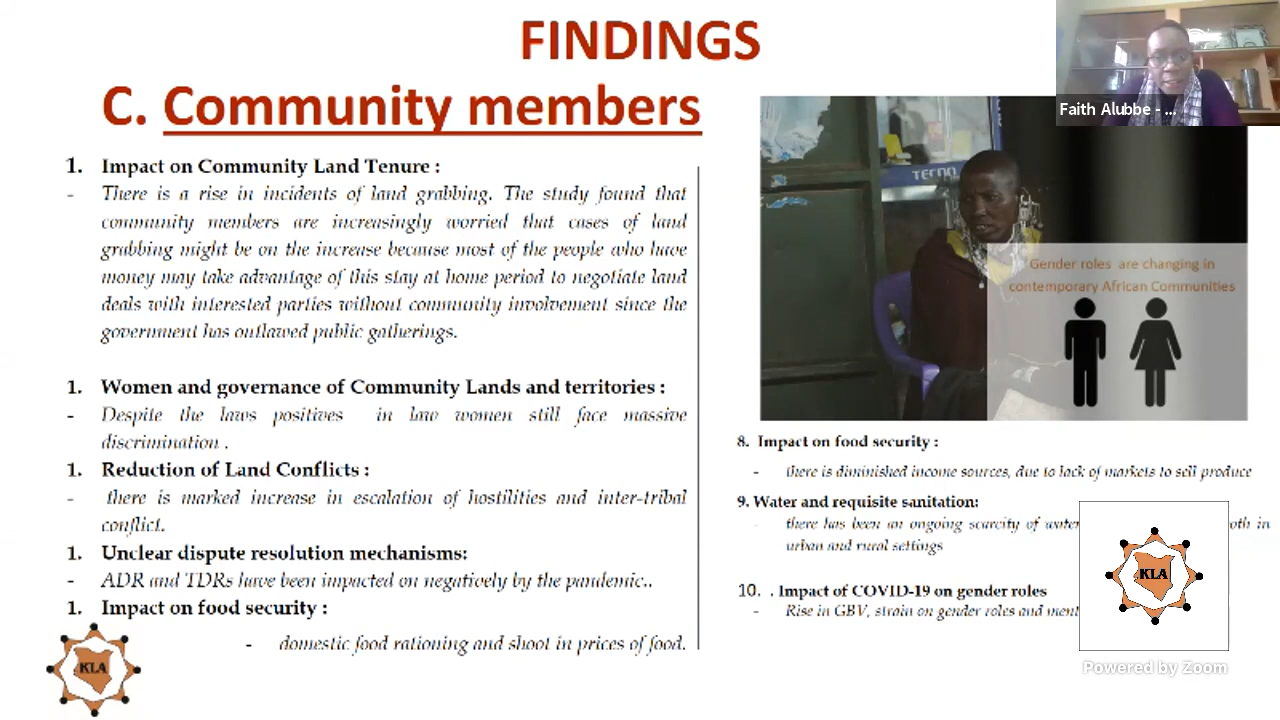 FINDINGS
C. Community members
1. Impact on Community Land Tenure :
- There is a rise in incidents of land grabbing. The study found that
community members are increasingly worried that cases of land
grabbing might be on the increase because most of the people who have
money may take advantage of this stay at home period to negotiate land
deals with interested parties without community involvement since the
government has outlawed public gatherings.
1. Women and governance of Community Lands and territories :
- Despite the laws positives in law women still face massive
discrimination .
1. Reduction of Land Conflicts :
- there is marked increase in escalation of hostilities and inter-tribal
conflict.
1. Unclear dispute resolution mechanisms:
- ADR and TDRs have been impacted on negatively by the pandemic..
1. Impact on food security :
- domestic food rationing and shoot in prices of food.
KLA
Faith Alubbe - ...
TECNO
Gender roles are changing in
contemporary African Communities
8. Impact on food security :
- there is diminished income sources, due to lack of markets to sell produce
9. Water and requisite sanitation:
- there has been an ongoing scarcity of water oth in
urban and rural settings
10. . Impact of COVID-19 on gender roles
- Rise in GBV, strain on gender roles and ment
KLA
Powered by Zoom